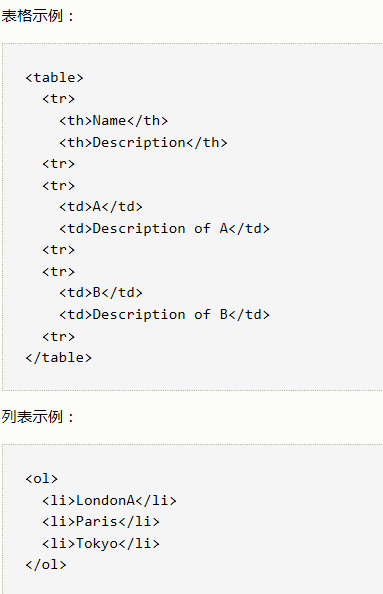 表格示例：
<table>
  <tr>
    <th>Name</th>
    <th>Description</th>
  <tr>
  <tr>
    <td>A</td>
    <td>Description of A</td>
  <tr>
  <tr>
    <td>B</td>
    <td>Description of B</td>
  <tr>
</table>
列表示例：
<ol>
  <li>LondonA</li>
  <li>Paris</li>
  <li>Tokyo</li>
</ol>